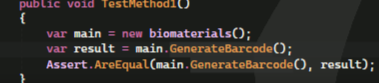 public void TestMethod1()
{
var main = new biomaterials();
var result = main.GenerateBarcode();
Assert.AreEqual(main.GenerateBarcode(), result);
}